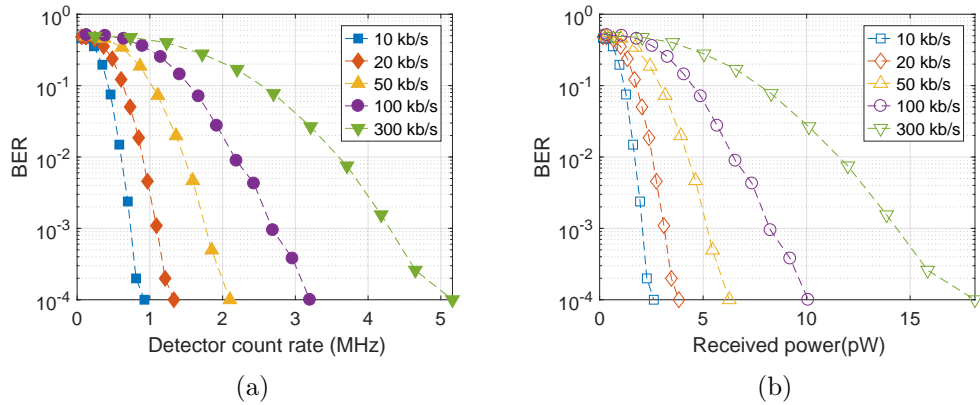 10^0
10^-1
10^-2
10^-3
10^-4
BER
0 1 2 3 4 5
Detector count rate (MHz)
10 kb/s
20 kb/s
50 kb/s
100 kb/s
300 kb/s
(a)
10^0
10^-1
10^-2
10^-3
10^-4
BER
0 5 10 15
Received power(pW)
10 kb/s
20 kb/s
50 kb/s
100 kb/s
300 kb/s
(b)